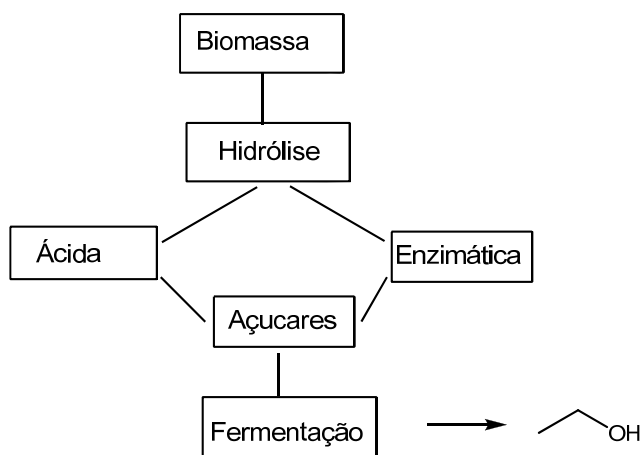 Biomassa
Hidrólise
Ácida
Enzimática
Açucares
Fermentação
OH